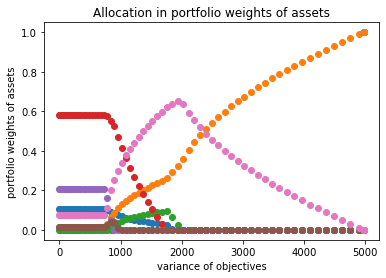 Allocation in portfolio weights of assets
1.0
0.8
0.6
0.4
0.2
0.0
portfolio weights of assets
0 1000 2000 3000 4000 5000
variance of objectives